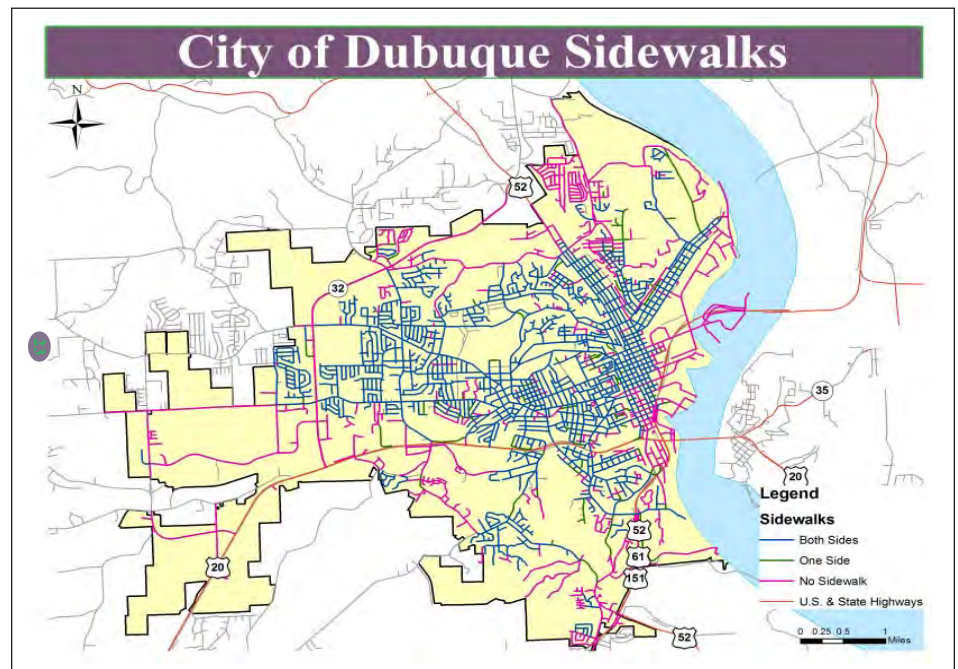 City of Dubuque Sidewalks
N
52
32
35
20
Legend
Sidewalks
Both Sides
One Side
No Sidewalk
U.S. & State Highways
52
61
151
20
52
0 0.25 0.5 1
Miles